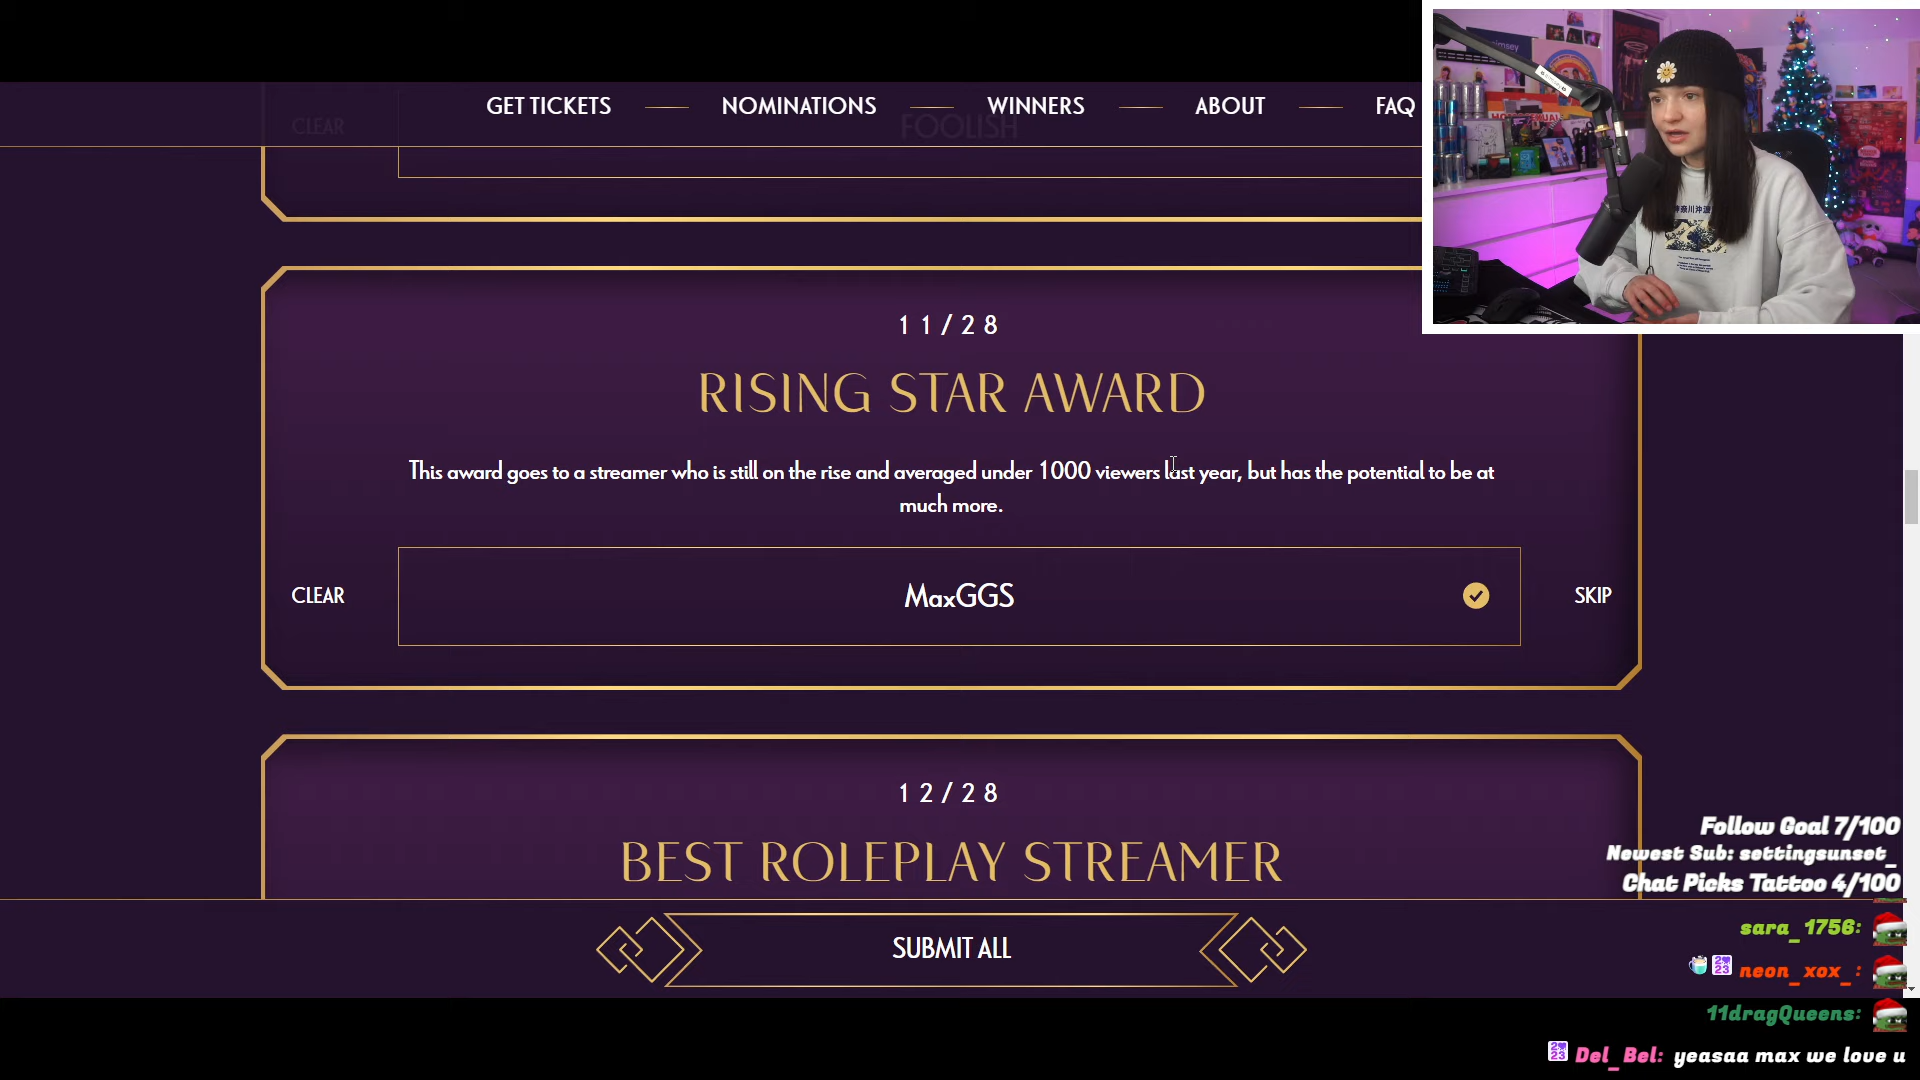 GET TICKETS
NOMINATIONS
WINNERS
ABOUT
FAQ
CLEAR
FOOLISH
11/28
RISING STAR AWARD
This award goes to a streamer who is still on the rise and averaged under 1000 viewers last year, but has the potential to be at
much more.
CLEAR
MaxGGS
SKIP
12/28
BEST ROLEPLAY STREAMER
SUBMIT ALL
Follow Goal 7/100
Newest Sub: settingsunset_
Chat Picks Tattoo 4/100
sara_1756:
neon_xox_:
11dragQueens:
Del_Bel: yeasaa max we love u